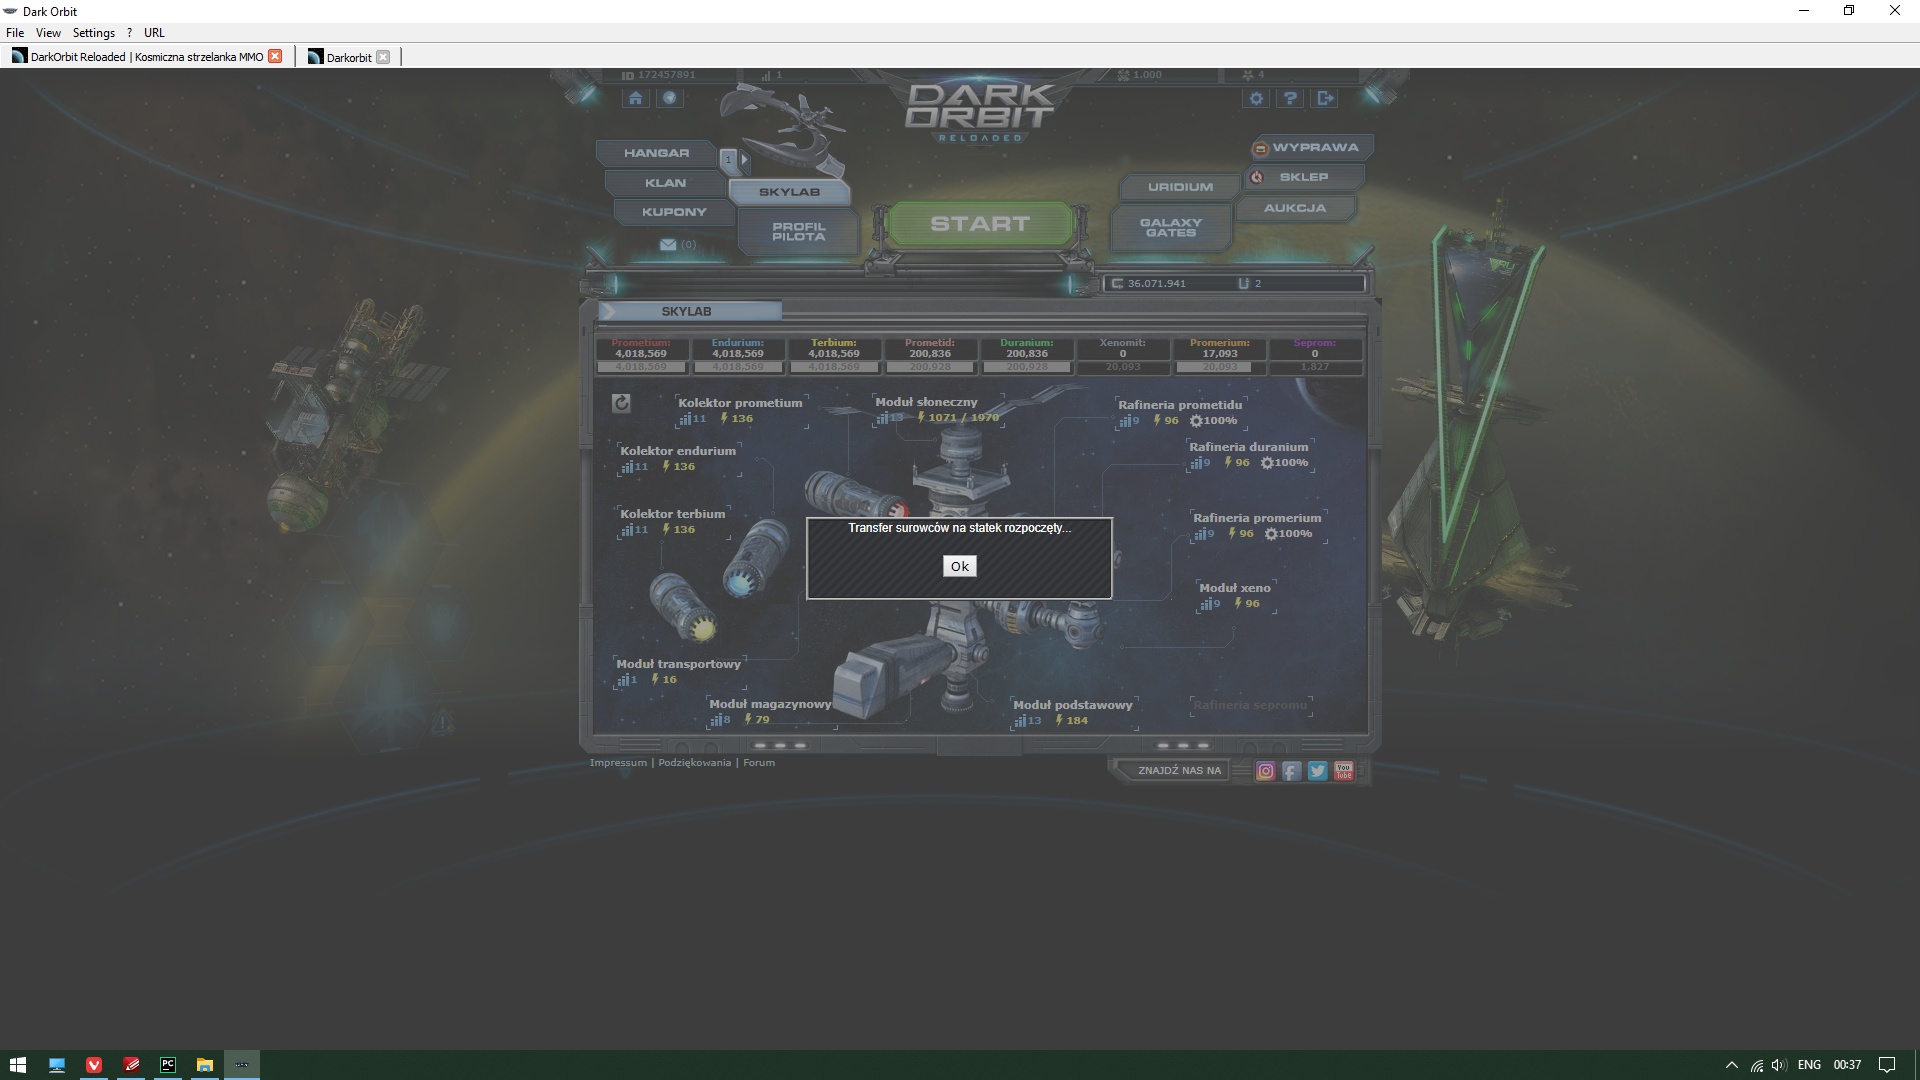 Dark Orbit
File View Settings ? URL
DarkOrbit Reloaded | Kosmiczna strzelanka MMO
Darkorbit
ID 172457891
1
1.000
4
DARK ORBIT
RELOADED
HANGAR
1
KLAN
SKYLAB
KUPONY
PROFIL PILOTA
(0)
START
WYPRAWA
SKLEP
URIDIUM
AUKCJA
GALAXY GATES
C 36.071.941
U 2
SKYLAB
Prometium: Endurium: Terbium: Prometid: Duranium: Xenomit: Promerium: Seprom:
4,018,569 4,018,569 4,018,569 200,836 200,836 0 17,093 0
4,018,569 4,018,569 4,018,569 200,928 200,928 20,093 20,093 1,827
Kolektor prometium
11 136
Moduł słoneczny
13 1071 / 1970
Rafineria prometidu
9 96 100%
Kolektor endurium
11 136
Rafineria duranium
9 96 100%
Kolektor terbium
11 136
Rafineria promerium
9 96 100%
Transfer surowców na statek rozpoczęty...
Ok
Moduł xeno
9 96
Moduł transportowy
1 16
Moduł magazynowy
8 79
Moduł podstawowy
13 184
Rafineria sepromu
Impressum | Podziękowania | Forum
ZNAJDŹ NAS NA
You Tube
PC
ENG 00:37